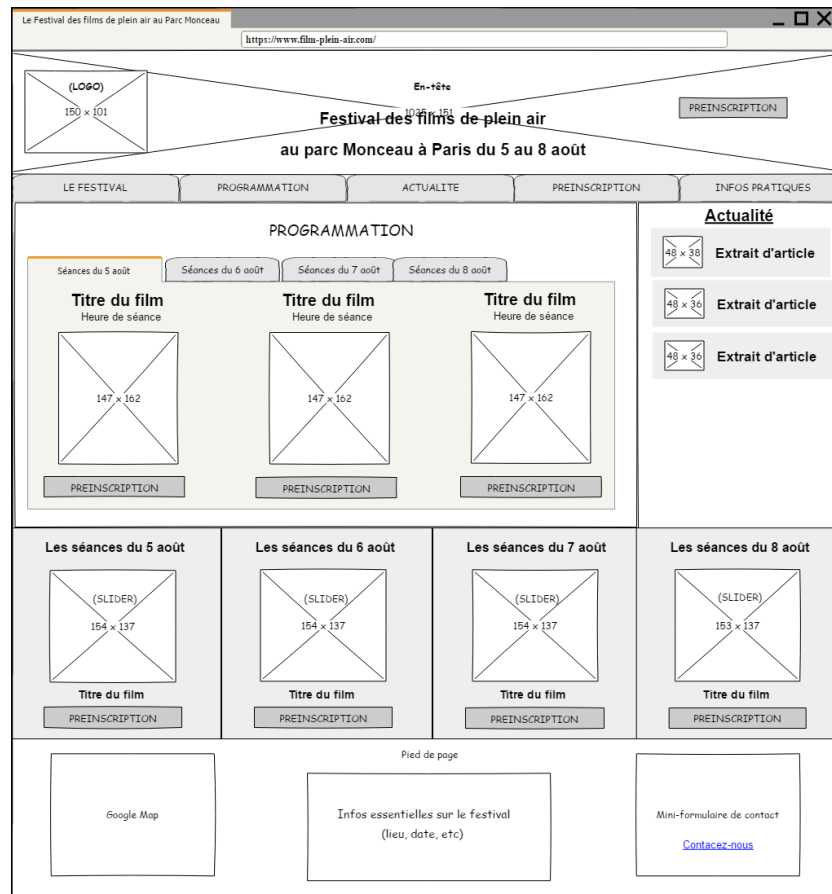 Le Festival des films de plein air au Parc Monceau
https://www.film-plein-air.com/
(LOGO)
150 x 101
En-tête
1025 x 151
Festival des films de plein air
au parc Monceau à Paris du 5 au 8 août
PREINSCRIPTION
LE FESTIVAL PROGRAMMATION ACTUALITE PREINSCRIPTION INFOS PRATIQUES
PROGRAMMATION
Séances du 5 août Séances du 6 août Séances du 7 août Séances du 8 août
Titre du film Titre du film Titre du film
Heure de séance Heure de séance Heure de séance
147 x 162 147 x 162 147 x 162
PREINSCRIPTION PREINSCRIPTION PREINSCRIPTION
Actualité
48 x 38 Extrait d'article
48 x 36 Extrait d'article
48 x 36 Extrait d'article
Les séances du 5 août Les séances du 6 août Les séances du 7 août Les séances du 8 août
(SLIDER) (SLIDER) (SLIDER) (SLIDER)
154 x 137 154 x 137 154 x 137 153 x 137
Titre du film Titre du film Titre du film Titre du film
PREINSCRIPTION PREINSCRIPTION PREINSCRIPTION PREINSCRIPTION
Pied de page
Google Map
Infos essentielles sur le festival
(lieu, date, etc)
Mini-formulaire de contact
Contacez-nous